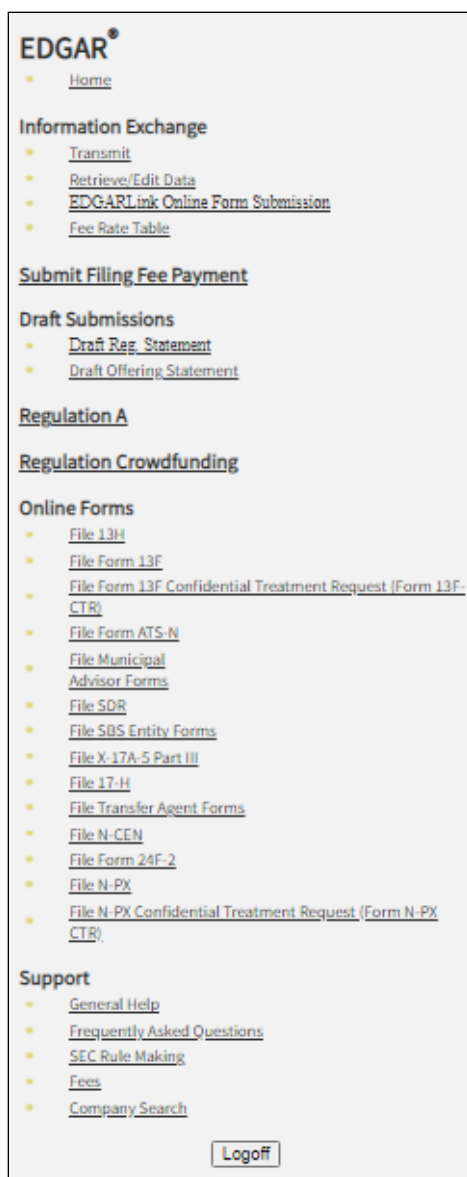 EDGAR®
Home
Information Exchange
Transmit
Retrieve/Edit Data
EDGARLink Online Form Submission
Fee Rate Table
Submit Filing Fee Payment
Draft Submissions
Draft Reg. Statement
Draft Offering Statement
Regulation A
Regulation Crowdfunding
Online Forms
File 13H
File Form 13F
File Form 13F Confidential Treatment Request (Form 13F-
CTR)
File Form ATS-N
File Municipal
Advisor Forms
File SDR
File SBS Entity Forms
File X-17A-5 Part III
File 17-H
File Transfer Agent Forms
File N-CEN
File Form 24F-2
File N-PX
File N-PX Confidential Treatment Request (Form N-PX
CTR)
Support
General Help
Frequently Asked Questions
SEC Rule Making
Fees
Company Search
Logoff